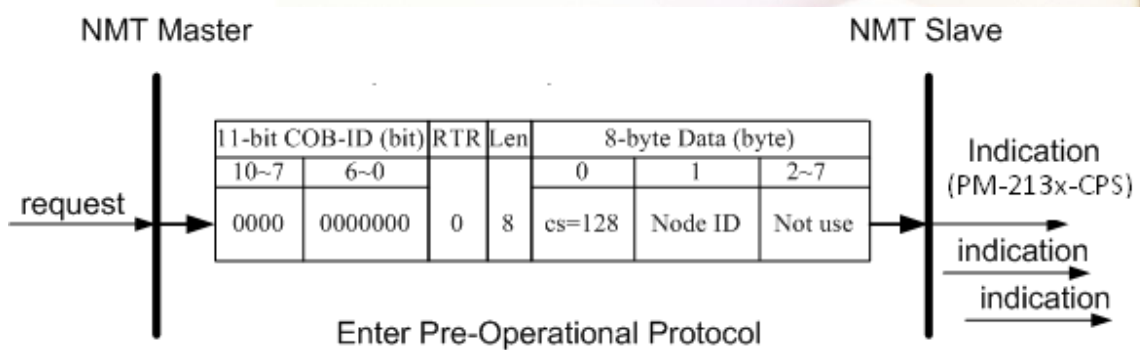 NMT Master
NMT Slave
11-bit COB-ID (bit) RTR Len 8-byte Data (byte)
10~7 6~0 0 1 2~7
request 0000 0000000 0 8 cs=128 Node ID Not use
Indication
(PM-213x-CPS)
indication
indication
Enter Pre-Operational Protocol